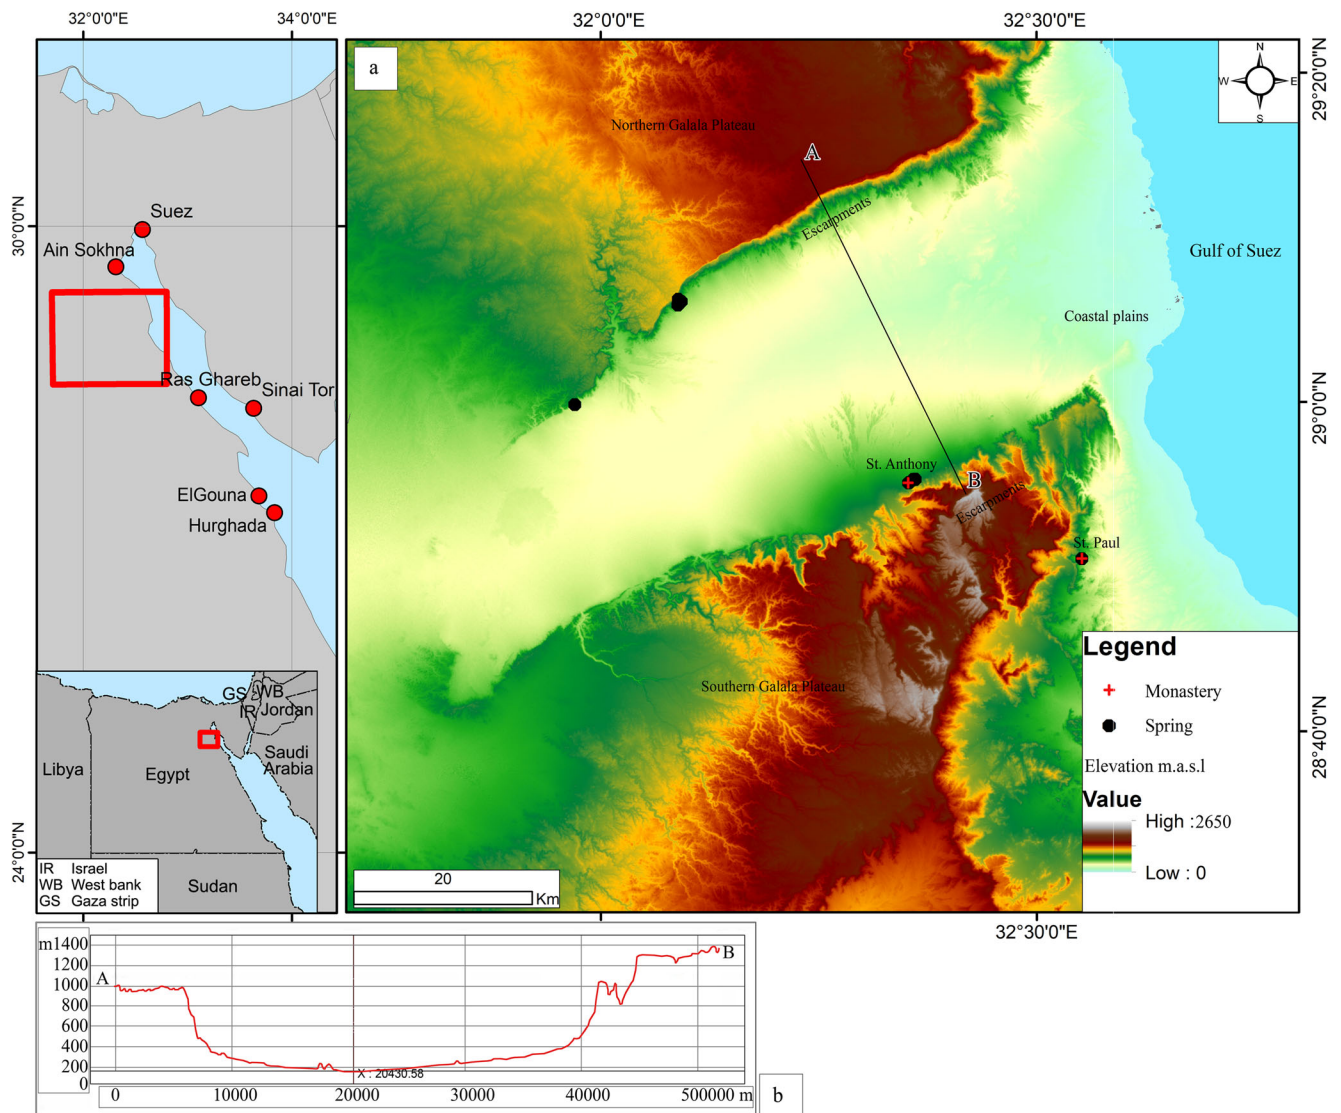 32°0'0"E
34°0'0"E
32°0'0"E
32°30'0"E
a
N
W
E
S
29°20'0"N
Northern Galala Plateau
A
Escarpments
Gulf of Suez
Coastal plains
29°0'0"N
St. Anthony
B
Escarpments
St. Paul
Southern Galala Plateau
28°40'0"N
Legend
Monastery
Spring
Elevation m.a.s.l
Value
High :2650
Low : 0
20
Km
32°30'0"E
30°0'0"N
Suez
Ain Sokhna
Ras Ghareb
Sinai Tor
ElGouna
Hurghada
24°0'0"N
GS
WB
IR
Jordan
Saudi
Arabia
Libya
Egypt
Sudan
IR Israel
WB West bank
GS Gaza strip
m1400
1200
1000
800
600
400
200
0
A
B
X : 20430.58
0
10000
20000
30000
40000
500000 m
b